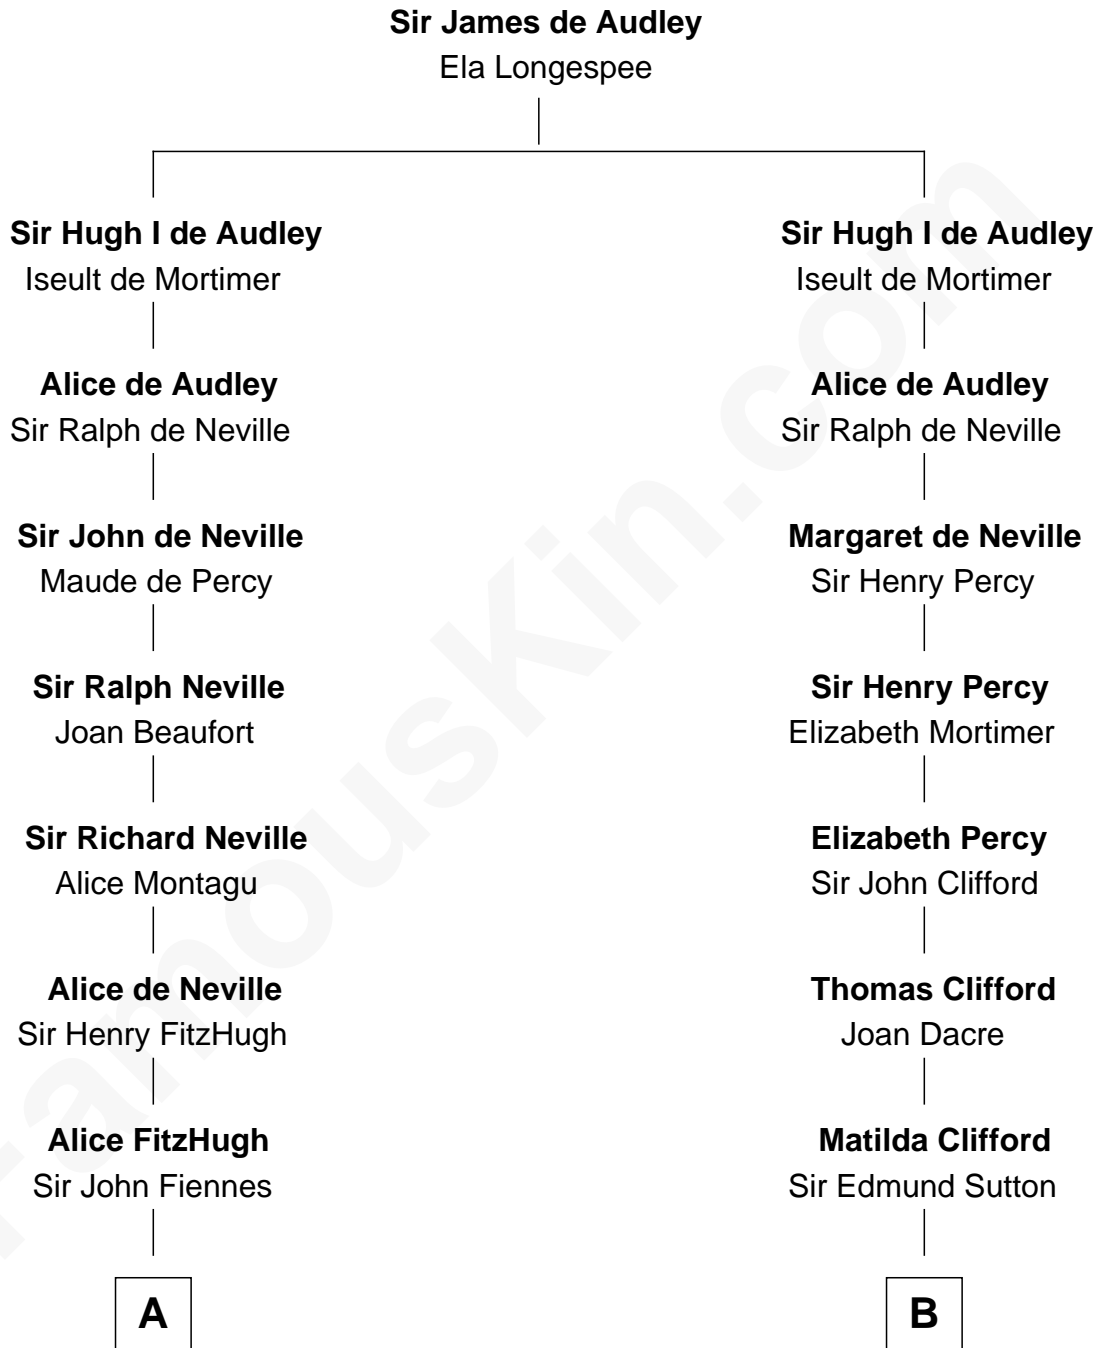 Sir James de Audley
Ela Longespee
Sir Hugh I de Audley
Iseult de Mortimer
Sir Hugh I de Audley
Iseult de Mortimer
Alice de Audley
Sir Ralph de Neville
Alice de Audley
Sir Ralph de Neville
Sir John de Neville
Maude de Percy
Margaret de Neville
Sir Henry Percy
Sir Ralph Neville
Joan Beaufort
Sir Henry Percy
Elizabeth Mortimer
Sir Richard Neville
Alice Montagu
Elizabeth Percy
Sir John Clifford
Alice de Neville
Sir Henry FitzHugh
Thomas Clifford
Joan Dacre
Alice FitzHugh
Sir John Fiennes
Matilda Clifford
Sir Edmund Sutton
A
B
FamousKin.com